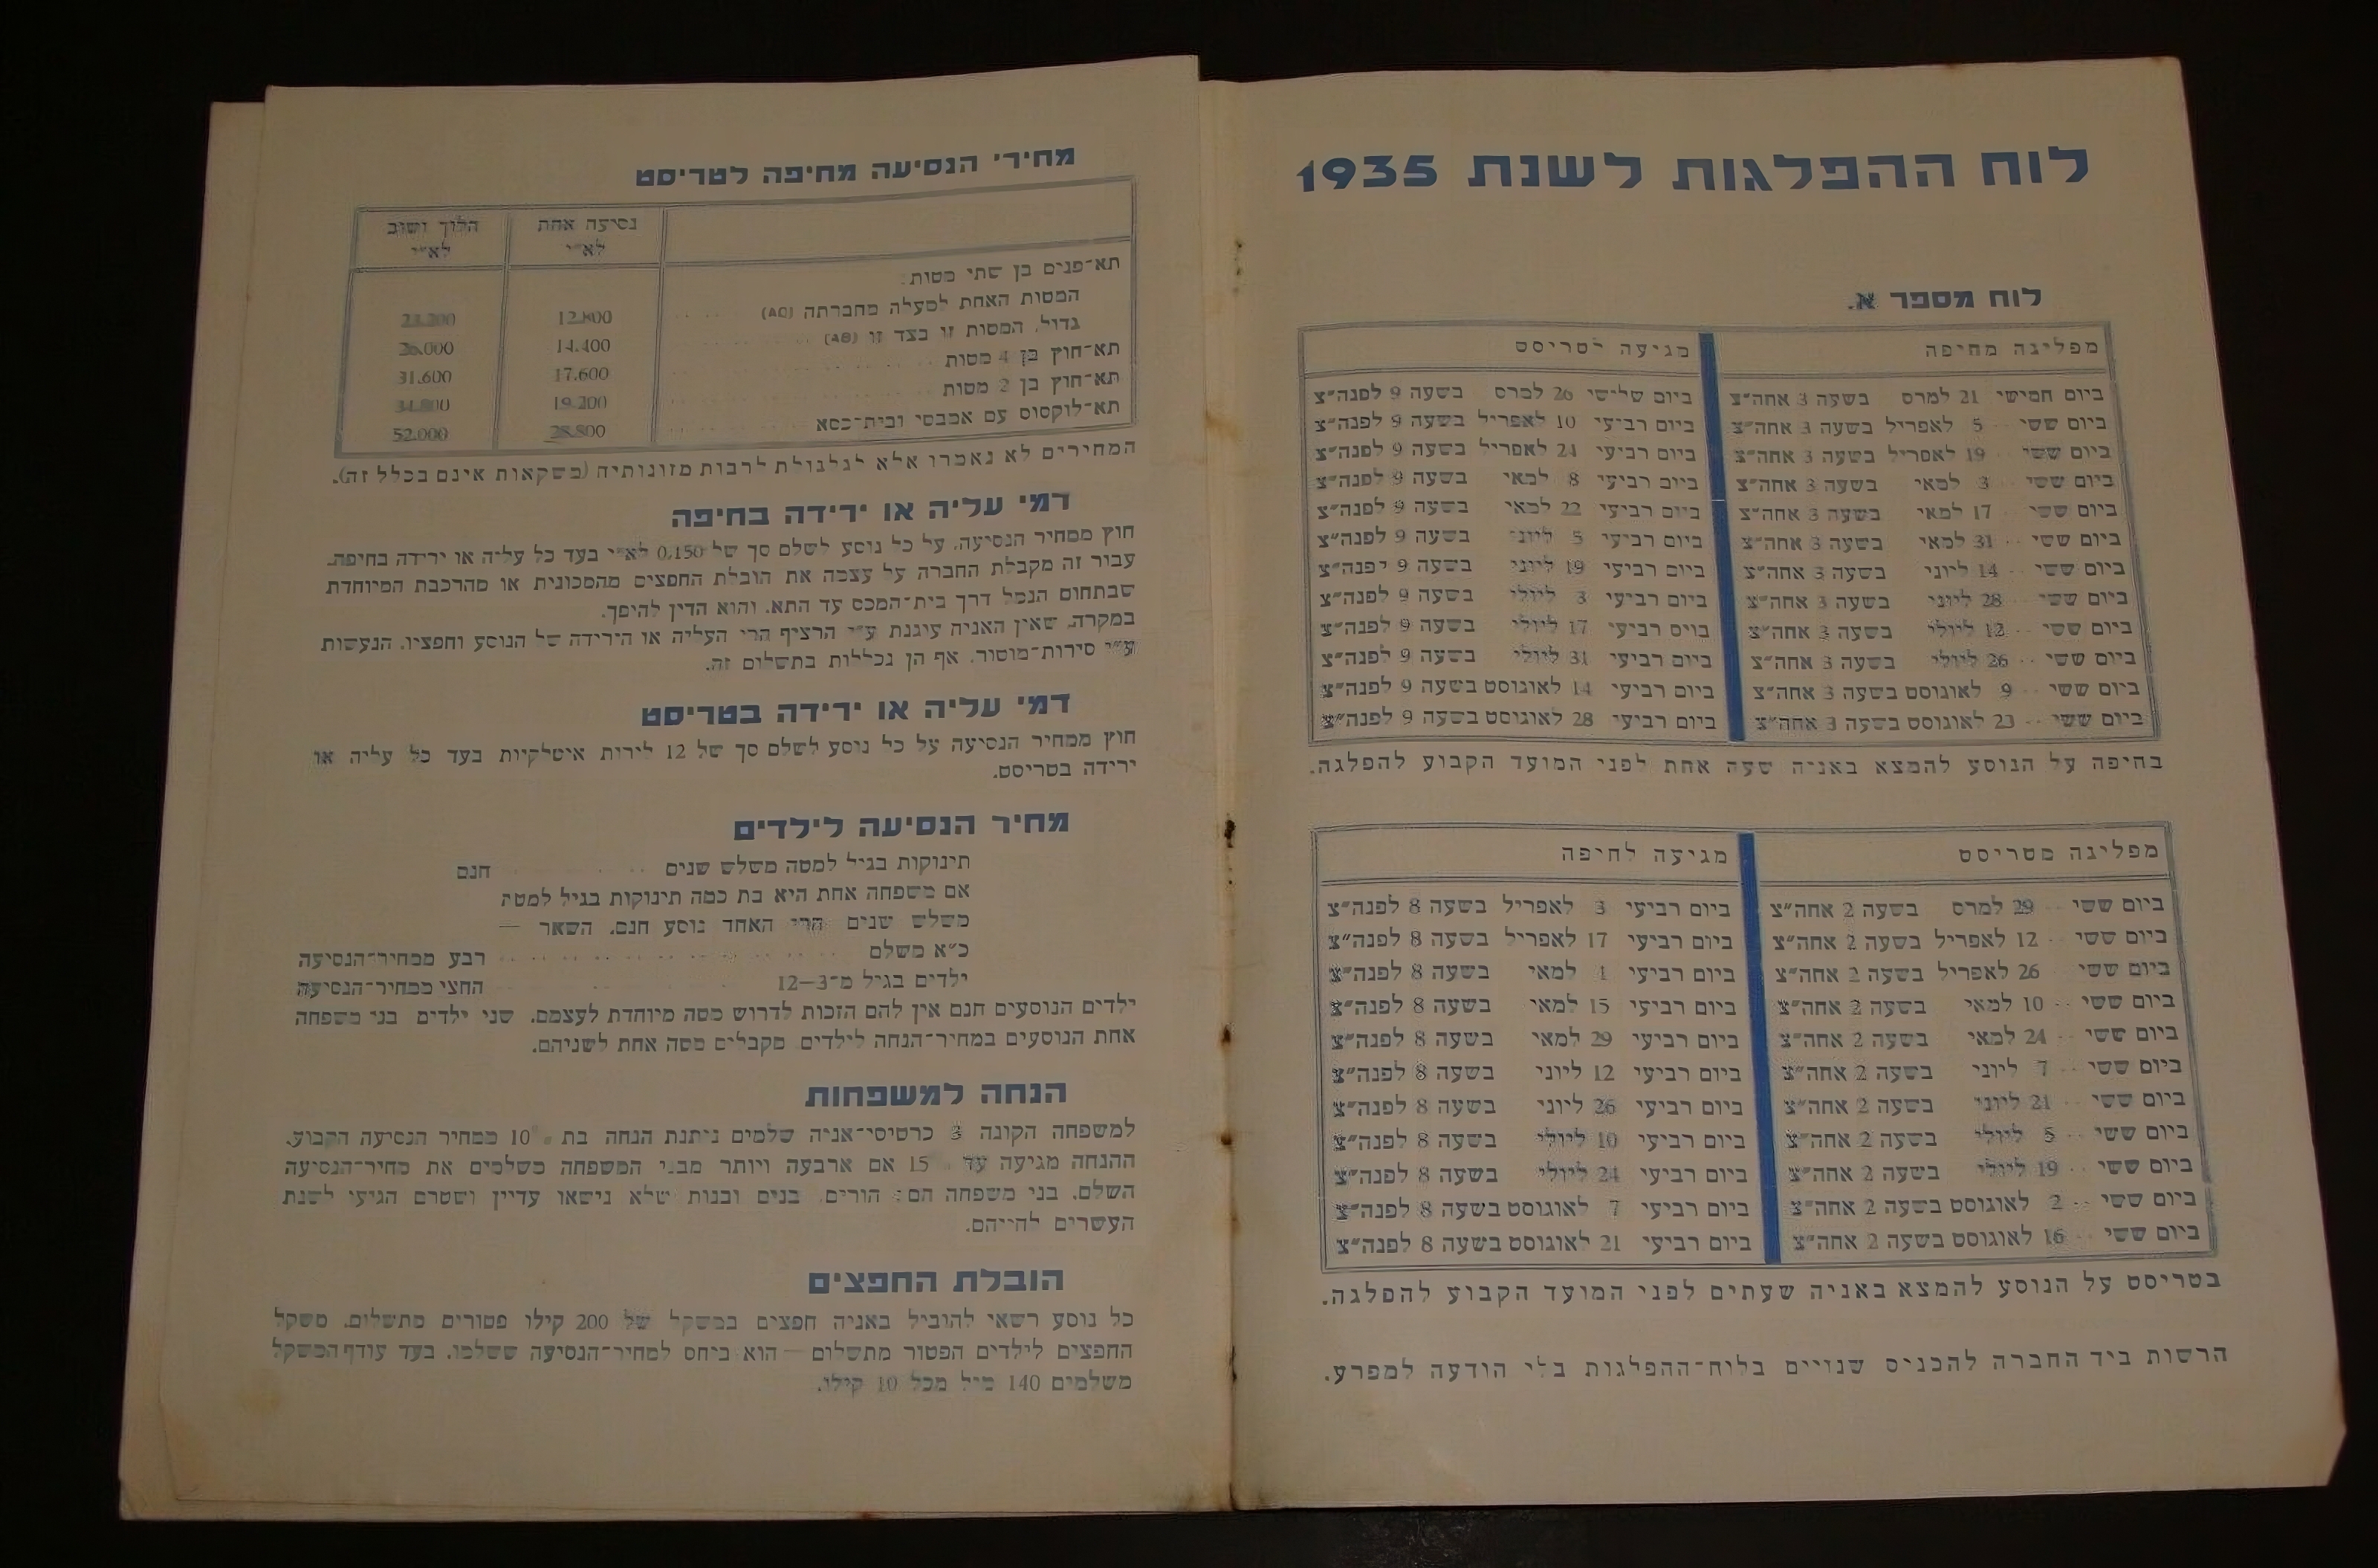 לוח ההפלגות לשנת 1935
לוח מספר א.
מפליגה מחיפה מגיעה לטריסט
ביום חמישי 21 למרס בשעה 3 אחה״צ ביום שלישי 26 למרס בשעה 9 לפנה״צ
ביום ששי 5 לאפריל בשעה 3 אחה״צ ביום רביעי 10 לאפריל בשעה 9 לפנה״צ
ביום ששי 19 לאפריל בשעה 3 אחה״צ ביום רביעי 24 לאפריל בשעה 9 לפנה״צ
ביום ששי 3 למאי בשעה 3 אחה״צ ביום רביעי 8 למאי בשעה 9 לפנה״צ
ביום ששי 17 למאי בשעה 3 אחה״צ ביום רביעי 22 למאי בשעה 9 לפנה״צ
ביום ששי 31 למאי בשעה 3 אחה״צ ביום רביעי 5 ליוני בשעה 9 לפנה״צ
ביום ששי 14 ליוני בשעה 3 אחה״צ ביום רביעי 19 ליוני בשעה 9 לפנה״צ
ביום ששי 28 ליוני בשעה 3 אחה״צ ביום רביעי 3 ליולי בשעה 9 לפנה״צ
ביום ששי 12 ליולי בשעה 3 אחה״צ ביום רביעי 17 ליולי בשעה 9 לפנה״צ
ביום ששי 26 ליולי בשעה 3 אחה״צ ביום רביעי 31 ליולי בשעה 9 לפנה״צ
ביום ששי 9 לאוגוסט בשעה 3 אחה״צ ביום רביעי 14 לאוגוסט בשעה 9 לפנה״צ
ביום ששי 23 לאוגוסט בשעה 3 אחה״צ ביום רביעי 28 לאוגוסט בשעה 9 לפנה״צ
בחיפה על הנוסע להמצא באניה שעה אחת לפני המועד הקבוע להפלגה.
מפליגה מטריסט מגיעה לחיפה
ביום ששי 29 למרס בשעה 2 אחה״צ ביום רביעי 3 לאפריל בשעה 8 לפנה״צ
ביום ששי 12 לאפריל בשעה 2 אחה״צ ביום רביעי 17 לאפריל בשעה 8 לפנה״צ
ביום ששי 26 לאפריל בשעה 2 אחה״צ ביום רביעי 1 למאי בשעה 8 לפנה״צ
ביום ששי 10 למאי בשעה 2 אחה״צ ביום רביעי 15 למאי בשעה 8 לפנה״צ
ביום ששי 24 למאי בשעה 2 אחה״צ ביום רביעי 29 למאי בשעה 8 לפנה״צ
ביום ששי 7 ליוני בשעה 2 אחה״צ ביום רביעי 12 ליוני בשעה 8 לפנה״צ
ביום ששי 21 ליוני בשעה 2 אחה״צ ביום רביעי 26 ליוני בשעה 8 לפנה״צ
ביום ששי 5 ליולי בשעה 2 אחה״צ ביום רביעי 10 ליולי בשעה 8 לפנה״צ
ביום ששי 19 ליולי בשעה 2 אחה״צ ביום רביעי 24 ליולי בשעה 8 לפנה״צ
ביום ששי 2 לאוגוסט בשעה 2 אחה״צ ביום רביעי 7 לאוגוסט בשעה 8 לפנה״צ
ביום ששי 16 לאוגוסט בשעה 2 אחה״צ ביום רביעי 21 לאוגוסט בשעה 8 לפנה״צ
בטריסט על הנוסע להמצא באניה שעתים לפני המועד הקבוע להפלגה.
הרשות ביד החברה להכניס שנויים בלוח־ההפלגות בלי הודעה למפרע.
מחירי הנסיעה מחיפה לטריסט
נסיעה אחת הלוך ושוב
לא״י לא״י
תא־פנים בן שתי מטות:
המטות האחת למעלה מחברתה (AQ) 12.800 23.200
גדול, המטות זו בצד זו (AB) 14.400 26.000
תא־חוץ בן 4 מטות 17.600 31.600
תא־חוץ בן 2 מטות 19.200 34.800
תא־לוקסוס עם אמבטי ובית־כסא 28.800 52.000
המחירים לא נאמרו אלא לגלגולת לרבות מזונותיה (משקאות אינם בכלל זה).
דמי עליה או ירידה בחיפה
חוץ ממחיר הנסיעה, על כל נוסע לשלם סך של 0,150 לא״י בעד כל עליה או ירידה בחיפה.
עבור זה מקבלת החברה על עצמה את הובלת החפצים מהמכונית או מהרכבת המיוחדת
שבתחום הנמל דרך בית־המכס עד התא, והוא הדין להיפך.
במקרה, שאין האניה עוגנת ע״י הרציף הרי העליה או הירידה של הנוסע וחפציו, הנעשות
ע״י סירות־מוטור, אף הן נכללות בתשלום זה.
דמי עליה או ירידה בטריסט
חוץ ממחיר הנסיעה על כל נוסע לשלם סך של 12 לירות איטלקיות בעד כל עליה או
ירידה בטריסט.
מחיר הנסיעה לילדים
תינוקות בגיל למטה משלש שנים חנם
אם משפחה אחת היא בת כמה תינוקות בגיל למטה
משלש שנים הרי האחד נוסע חנם, השאר —
כ״א משלם רבע ממחיר־הנסיעה
ילדים בגיל מ־3—12 החצי ממחיר־הנסיעה
ילדים הנוסעים חנם אין להם הזכות לדרוש מטה מיוחדת לעצמם. שני ילדים בני משפחה
אחת הנוסעים במחיר־הנחה לילדים מקבלים מטה אחת לשניהם.
הנחה למשפחות
למשפחה הקונה 3 כרטיסי־אניה שלמים ניתנת הנחה בת 10% ממחיר הנסיעה הקבוע.
ההנחה מגיעה עד 15 אם ארבעה ויותר מבני המשפחה משלמים את מחיר־הנסיעה
השלם. בני משפחה הם: הורים, בנים ובנות שלא נישאו עדיין ושטרם הגיעו לשנת
העשרים לחייהם.
הובלת החפצים
כל נוסע רשאי להוביל באניה חפצים במשקל של 200 קילו פטורים מתשלום. משקל
החפצים לילדים הפטור מתשלום — הוא ביחס למחיר־הנסיעה ששלמו. בעד עודף המשקל
משלמים 140 מיל מכל 10 קילו.